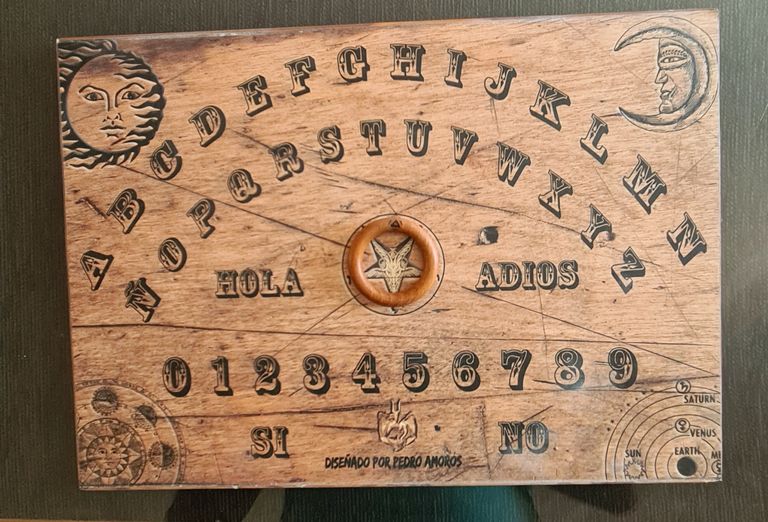 A B C D E F G H I J K L M N
Ñ O P Q R S T U V W X Y Z
HOLA ADIOS
0 1 2 3 4 5 6 7 8 9
SATURN
VENUS
SI NO
SUN EARTH
DISEÑADO POR PEDRO AMOROS